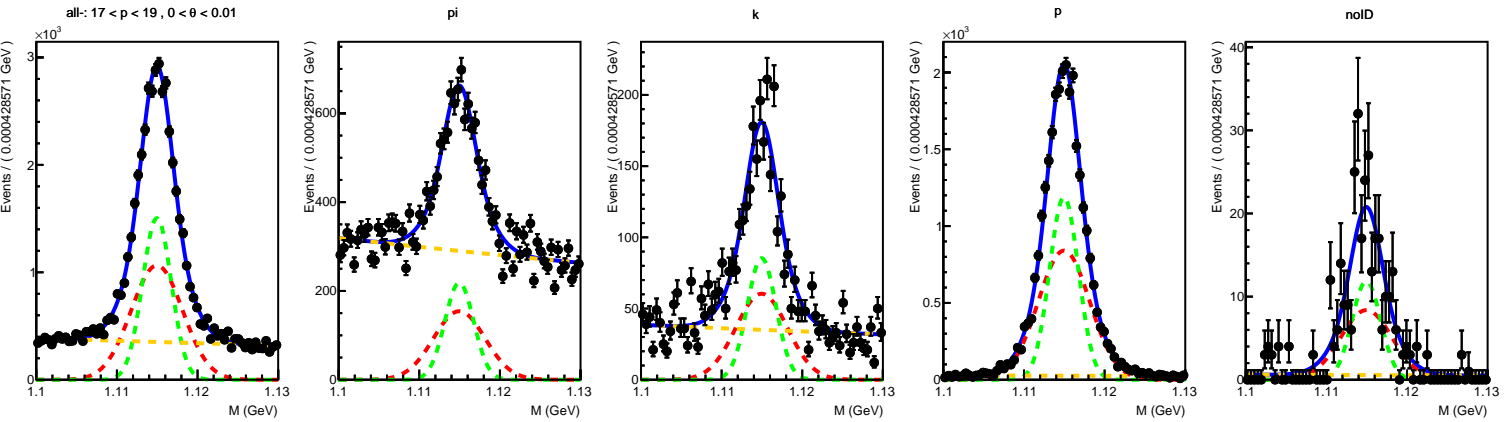 all-: 17 < p < 19 , 0 < θ < 0.01
×10³
Events / ( 0.000428571 GeV )
3
2
1
0
1.1 1.11 1.12 1.13
M (GeV)
pi
Events / ( 0.000428571 GeV )
600
400
200
0
1.1 1.11 1.12 1.13
M (GeV)
k
Events / ( 0.000428571 GeV )
200
150
100
50
0
1.1 1.11 1.12 1.13
M (GeV)
p
×10³
Events / ( 0.000428571 GeV )
2
1.5
1
0.5
0
1.1 1.11 1.12 1.13
M (GeV)
noID
Events / ( 0.000428571 GeV )
40
30
20
10
0
1.1 1.11 1.12 1.13
M (GeV)